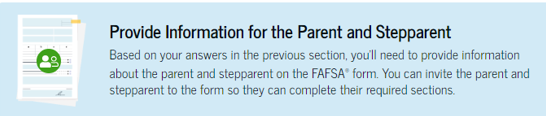 Provide Information for the Parent and Stepparent
Based on your answers in the previous section, you'll need to provide information
about the parent and stepparent on the FAFSA® form. You can invite the parent and
stepparent to the form so they can complete their required sections.